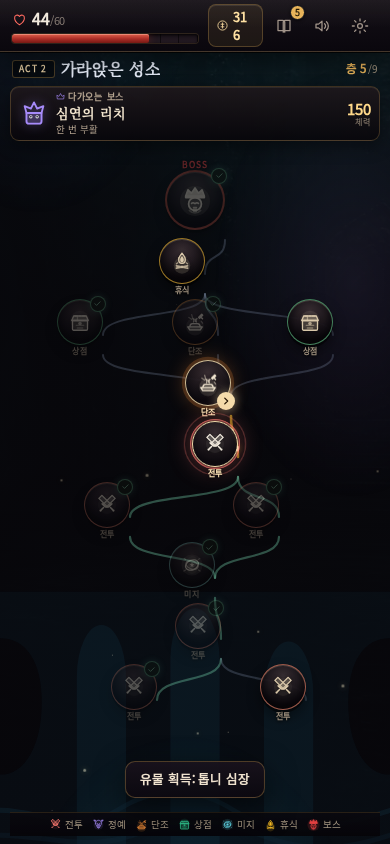 44/60
31
6
5
ACT 2 가라앉은 성소 층 5/9
다가오는 보스
심연의 리치 150
한 번 부활 체력
BOSS
휴식
상점 단조 상점
단조
전투
전투 전투
미지
전투
전투 전투
유물 획득: 톱니 심장
전투 정예 단조 상점 미지 휴식 보스